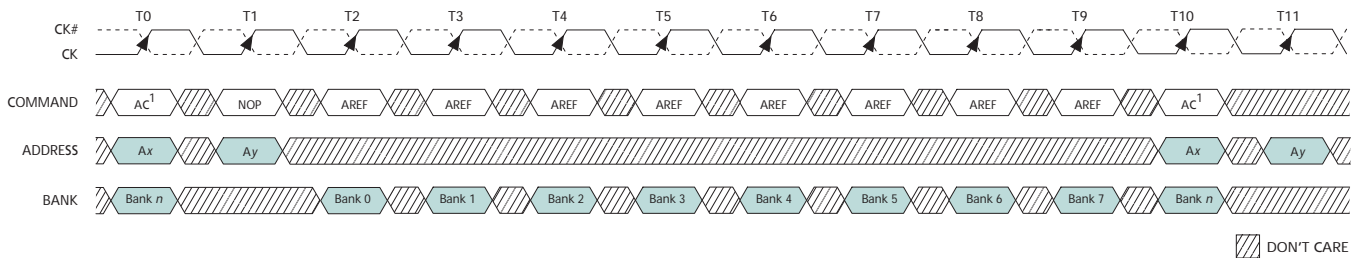 T0 T1 T2 T3 T4 T5 T6 T7 T8 T9 T10 T11
CK#
CK
COMMAND AC1 NOP AREF AREF AREF AREF AREF AREF AREF AREF AC1
ADDRESS Ax Ay Ax Ay
BANK Bank n Bank 0 Bank 1 Bank 2 Bank 3 Bank 4 Bank 5 Bank 6 Bank 7 Bank n
DON'T CARE